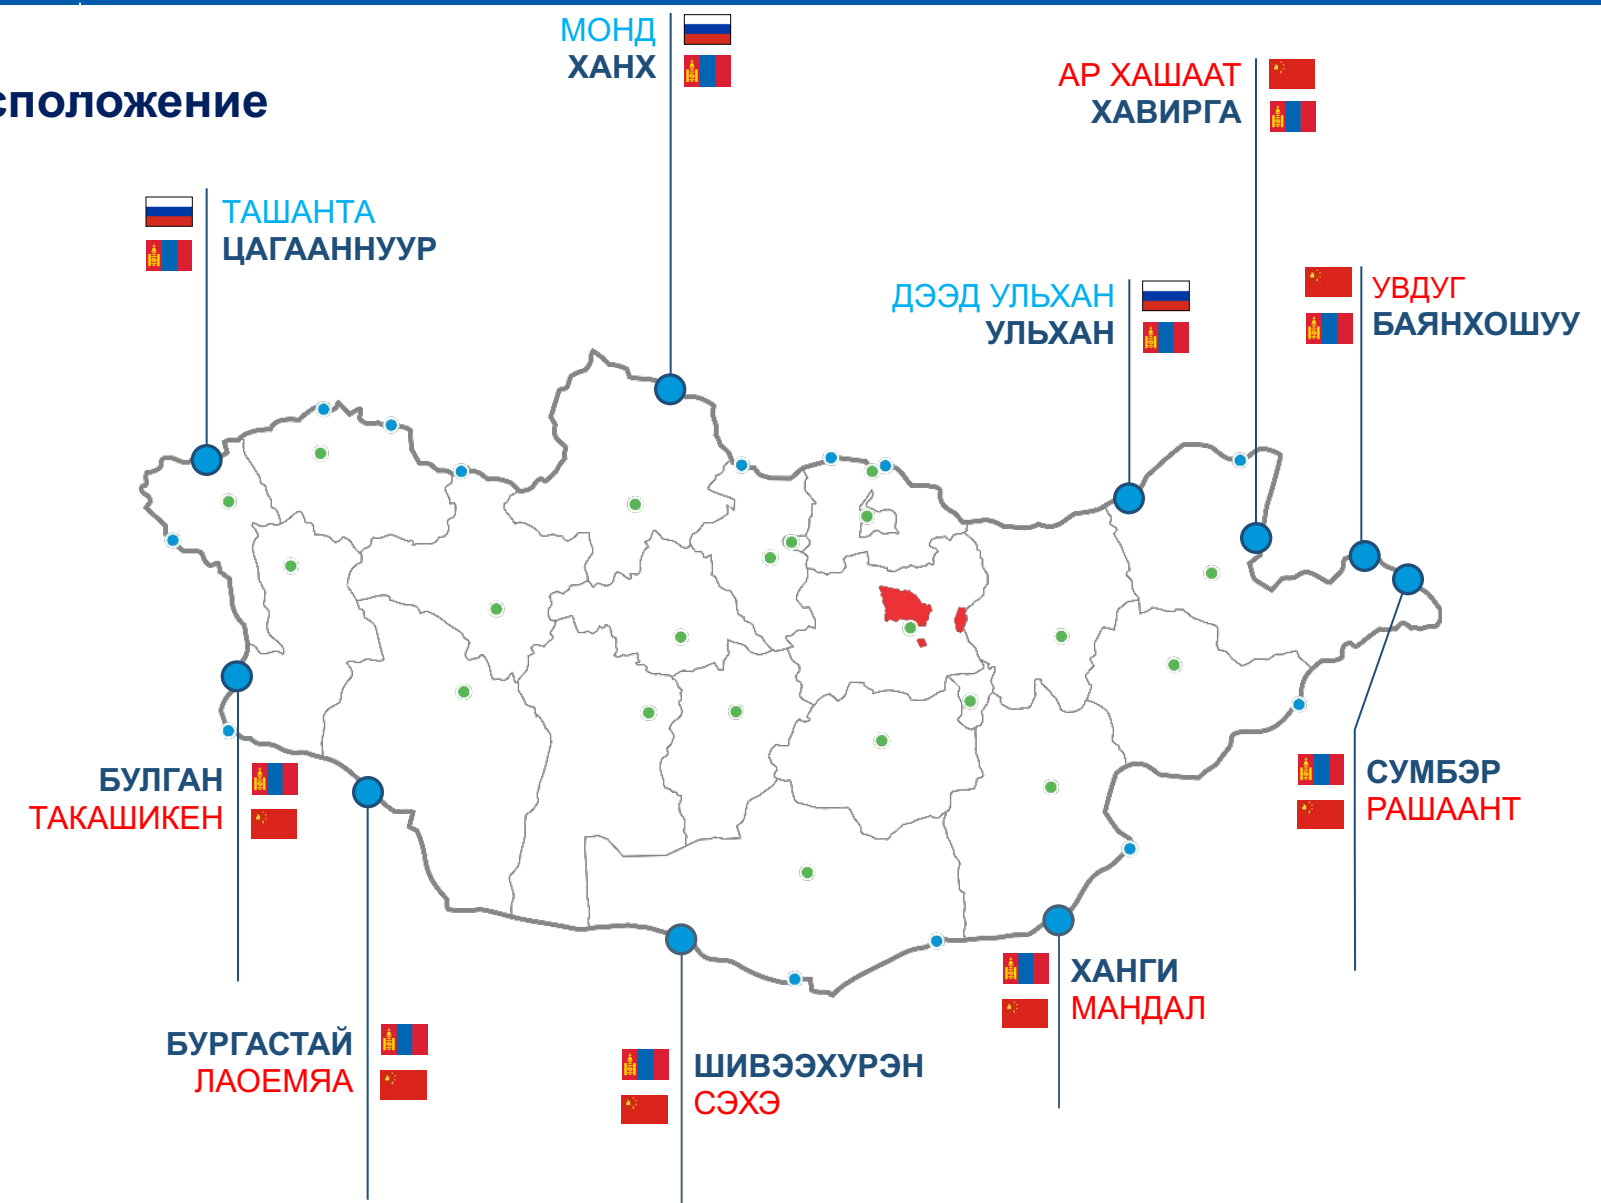 МОНД
ХАНХ
сположение
АР ХАШААТ
ХАВИРГА
ТАШАНТА
ЦАГААННУУР
ДЭЭД УЛЬХАН
УЛЬХАН
УВДУГ
БАЯНХОШУУ
БУЛГАН
ТАКАШИКЕН
СУМБЭР
РАШААНТ
ХАНГИ
МАНДАЛ
БУРГАСТАЙ
ЛАОЕМЯА
ШИВЭЭХУРЭН
СЭХЭ